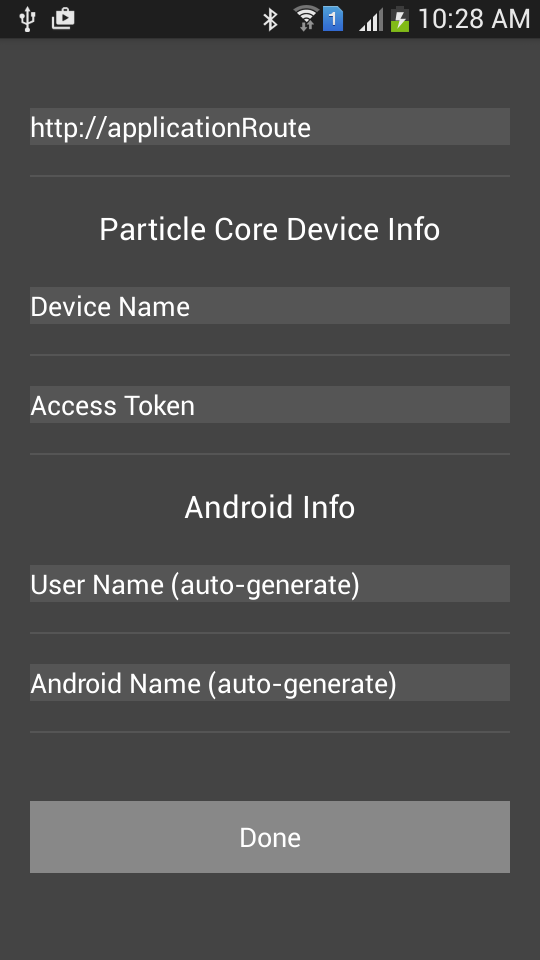 1 10:28 AM
http://applicationRoute
Particle Core Device Info
Device Name
Access Token
Android Info
User Name (auto-generate)
Android Name (auto-generate)
Done